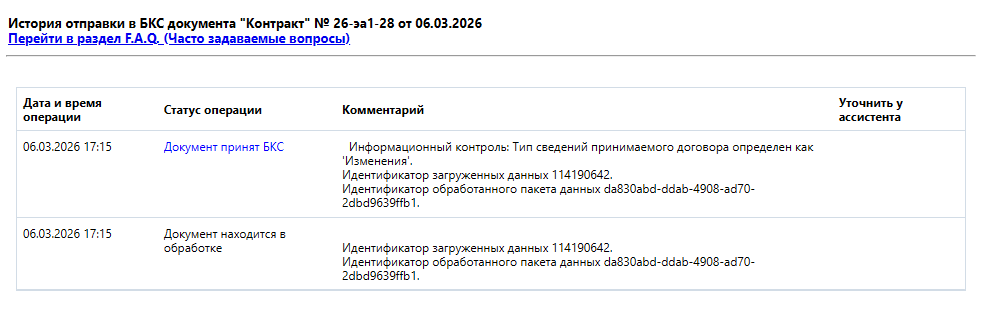 История отправки в БКС документа "Контракт" № 26-эа1-28 от 06.03.2026
Перейти в раздел F.A.Q. (Часто задаваемые вопросы)
Дата и время
операции
Статус операции
Комментарий
Уточнить у
ассистента
06.03.2026 17:15
Документ принят БКС
Информационный контроль: Тип сведений принимаемого договора определен как
'Изменения'.
Идентификатор загруженных данных 114190642.
Идентификатор обработанного пакета данных da830abd-ddab-4908-ad70-
2dbd9639ffb1.
06.03.2026 17:15
Документ находится в
обработке
Идентификатор загруженных данных 114190642.
Идентификатор обработанного пакета данных da830abd-ddab-4908-ad70-
2dbd9639ffb1.